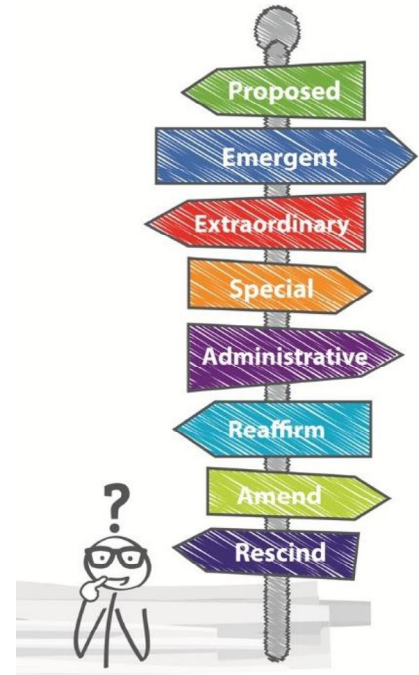 Proposed
Emergent
Extraordinary
Special
Administrative
Reaffirm
Amend
Rescind
?